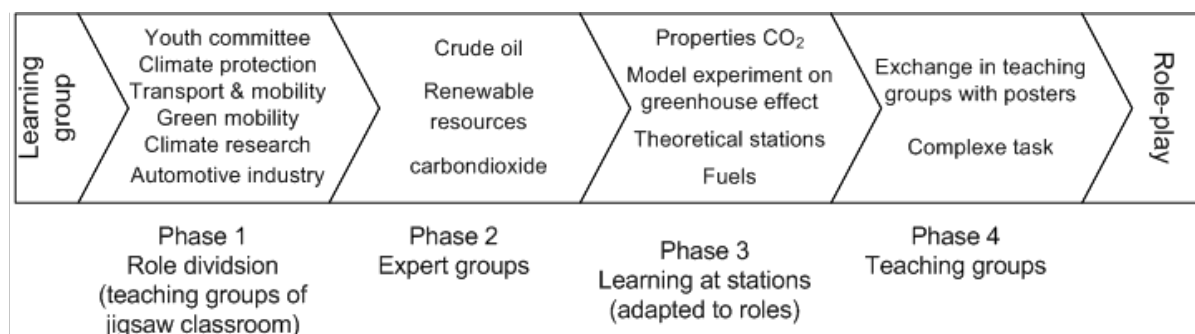 Learning
group
Youth committee
Climate protection
Transport & mobility
Green mobility
Climate research
Automotive industry
Crude oil
Renewable
resources
carbondioxide
Properties CO₂
Model experiment on
greenhouse effect
Theoretical stations
Fuels
Exchange in teaching
groups with posters
Complexe task
Role-play
Phase 1
Role dividsion
(teaching groups of
jigsaw classroom)
Phase 2
Expert groups
Phase 3
Learning at stations
(adapted to roles)
Phase 4
Teaching groups